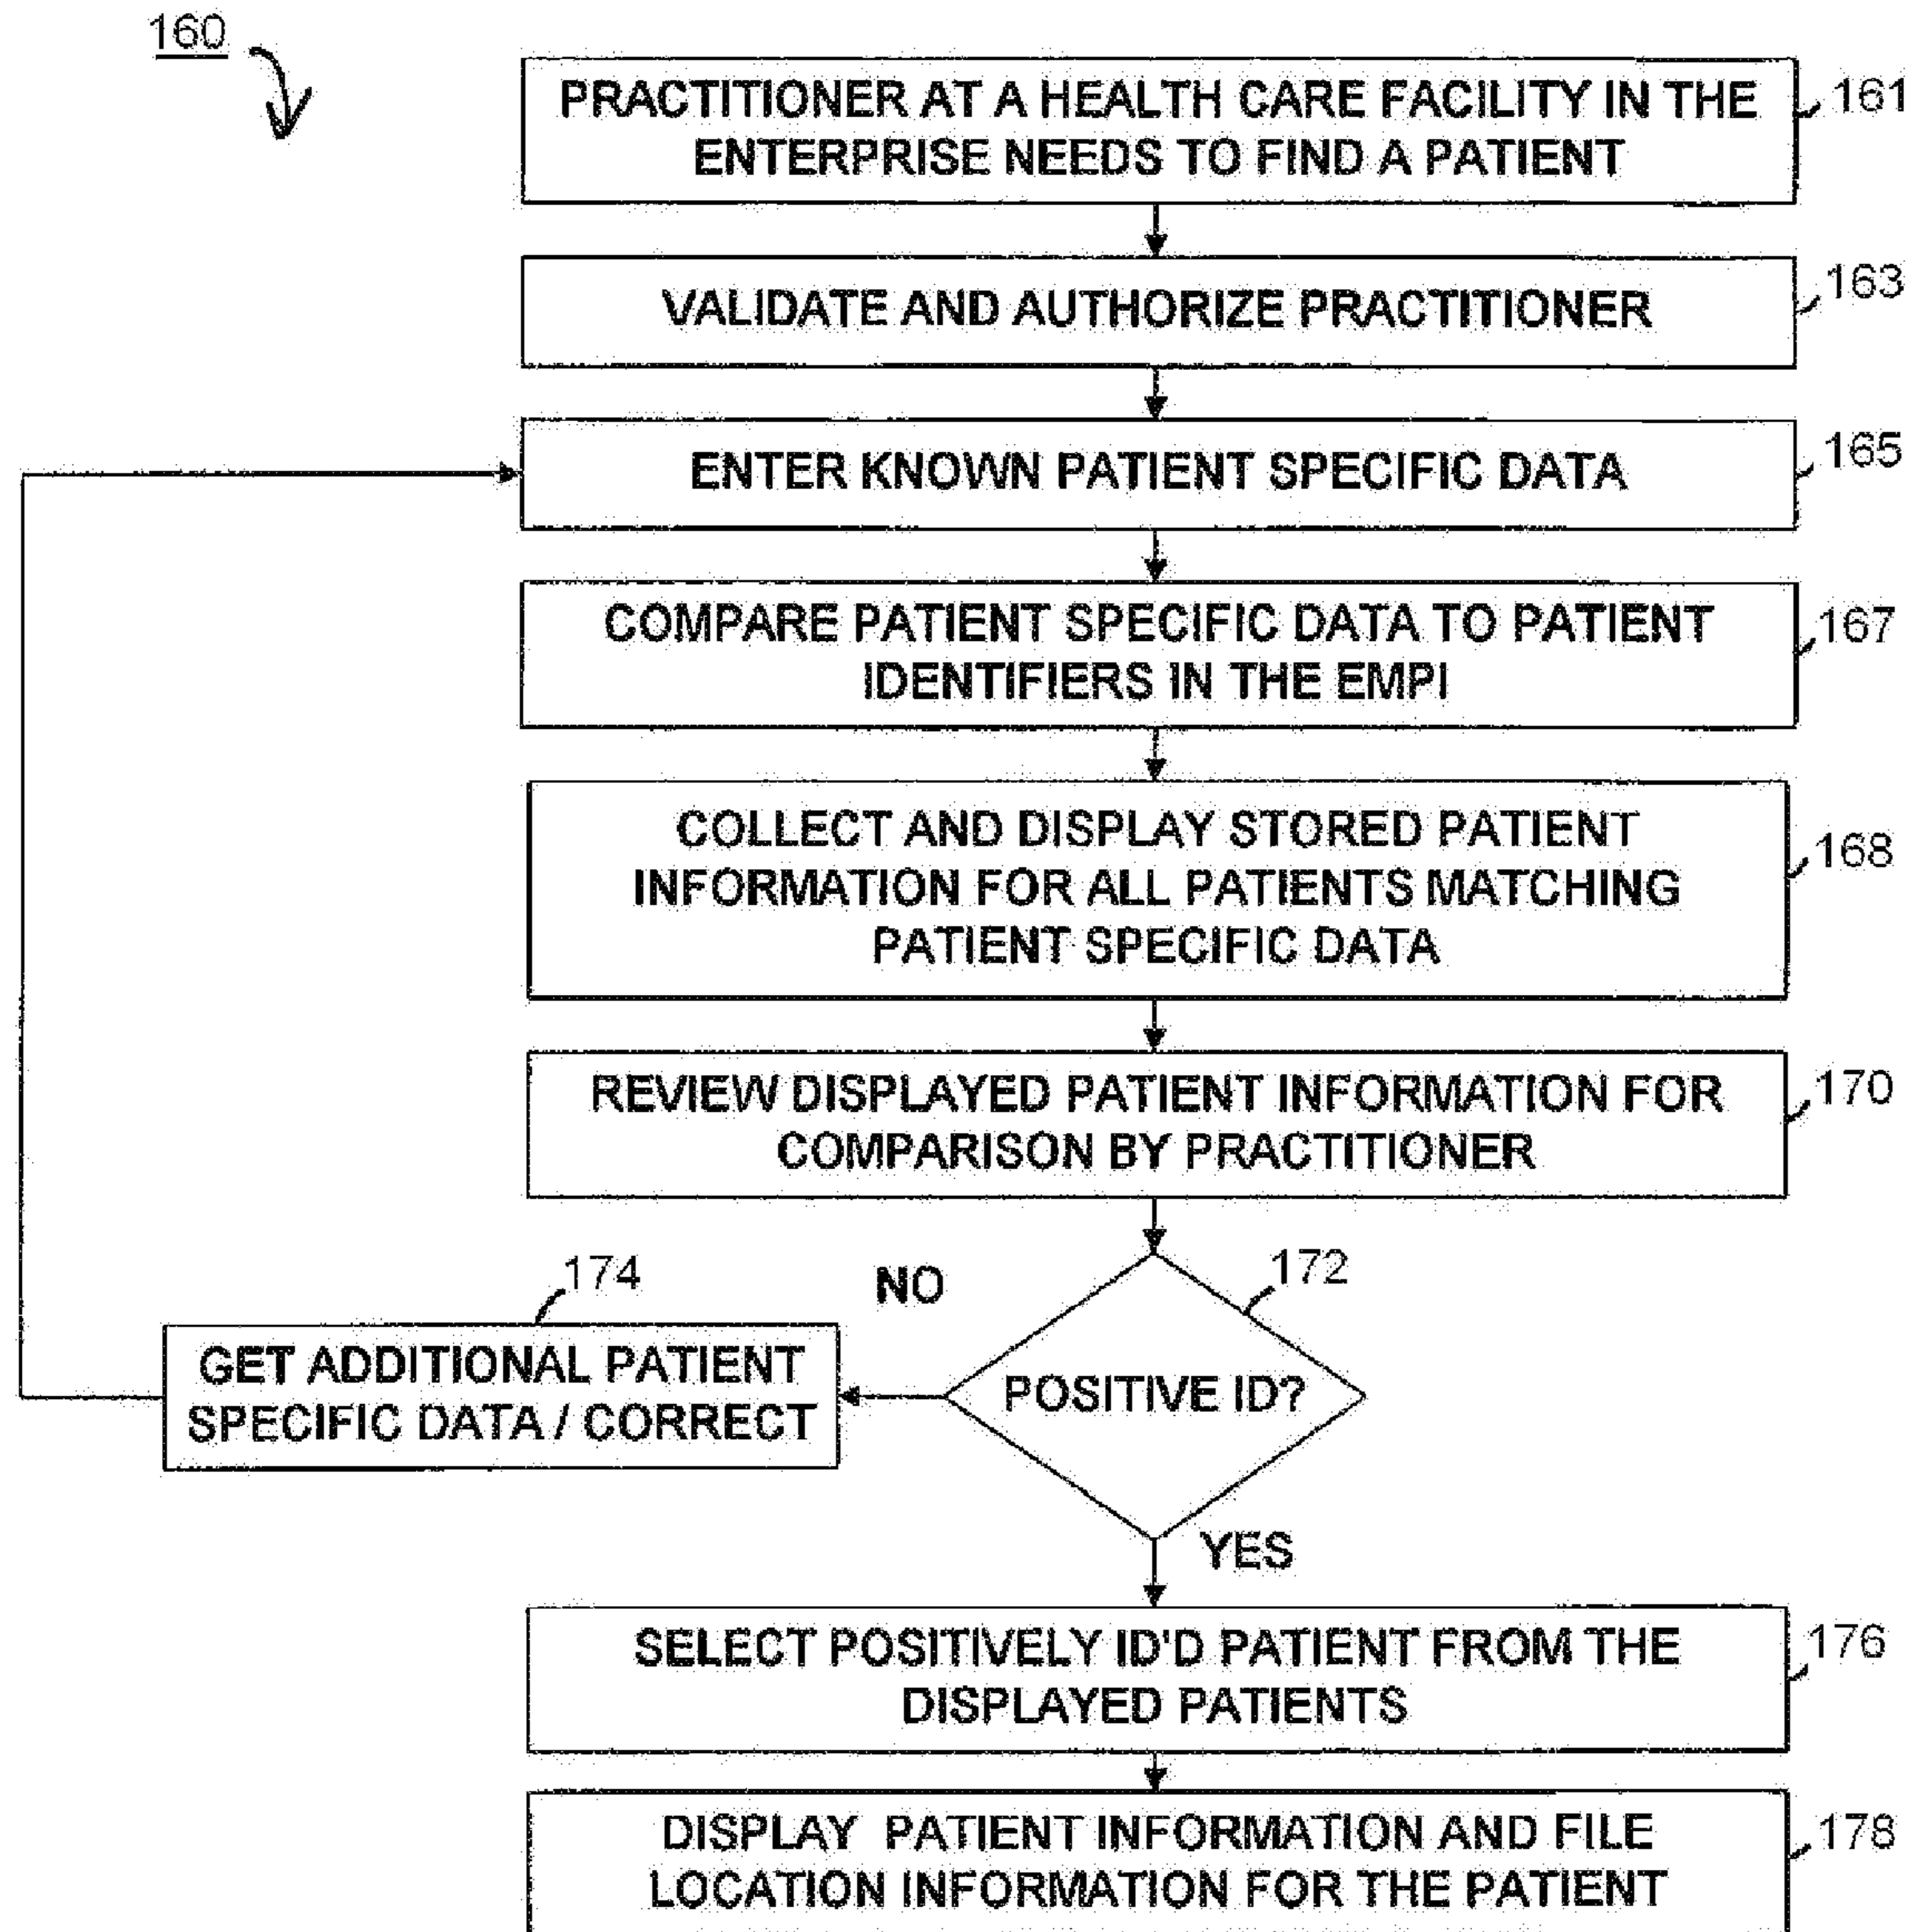 160
PRACTITIONER AT A HEALTH CARE FACILITY IN THE
ENTERPRISE NEEDS TO FIND A PATIENT
161
VALIDATE AND AUTHORIZE PRACTITIONER
163
ENTER KNOWN PATIENT SPECIFIC DATA
165
COMPARE PATIENT SPECIFIC DATA TO PATIENT
IDENTIFIERS IN THE EMPI
167
COLLECT AND DISPLAY STORED PATIENT
INFORMATION FOR ALL PATIENTS MATCHING
PATIENT SPECIFIC DATA
168
REVIEW DISPLAYED PATIENT INFORMATION FOR
COMPARISON BY PRACTITIONER
170
174
NO
172
GET ADDITIONAL PATIENT
SPECIFIC DATA / CORRECT
POSITIVE ID?
YES
SELECT POSITIVELY ID'D PATIENT FROM THE
DISPLAYED PATIENTS
176
DISPLAY PATIENT INFORMATION AND FILE
LOCATION INFORMATION FOR THE PATIENT
178